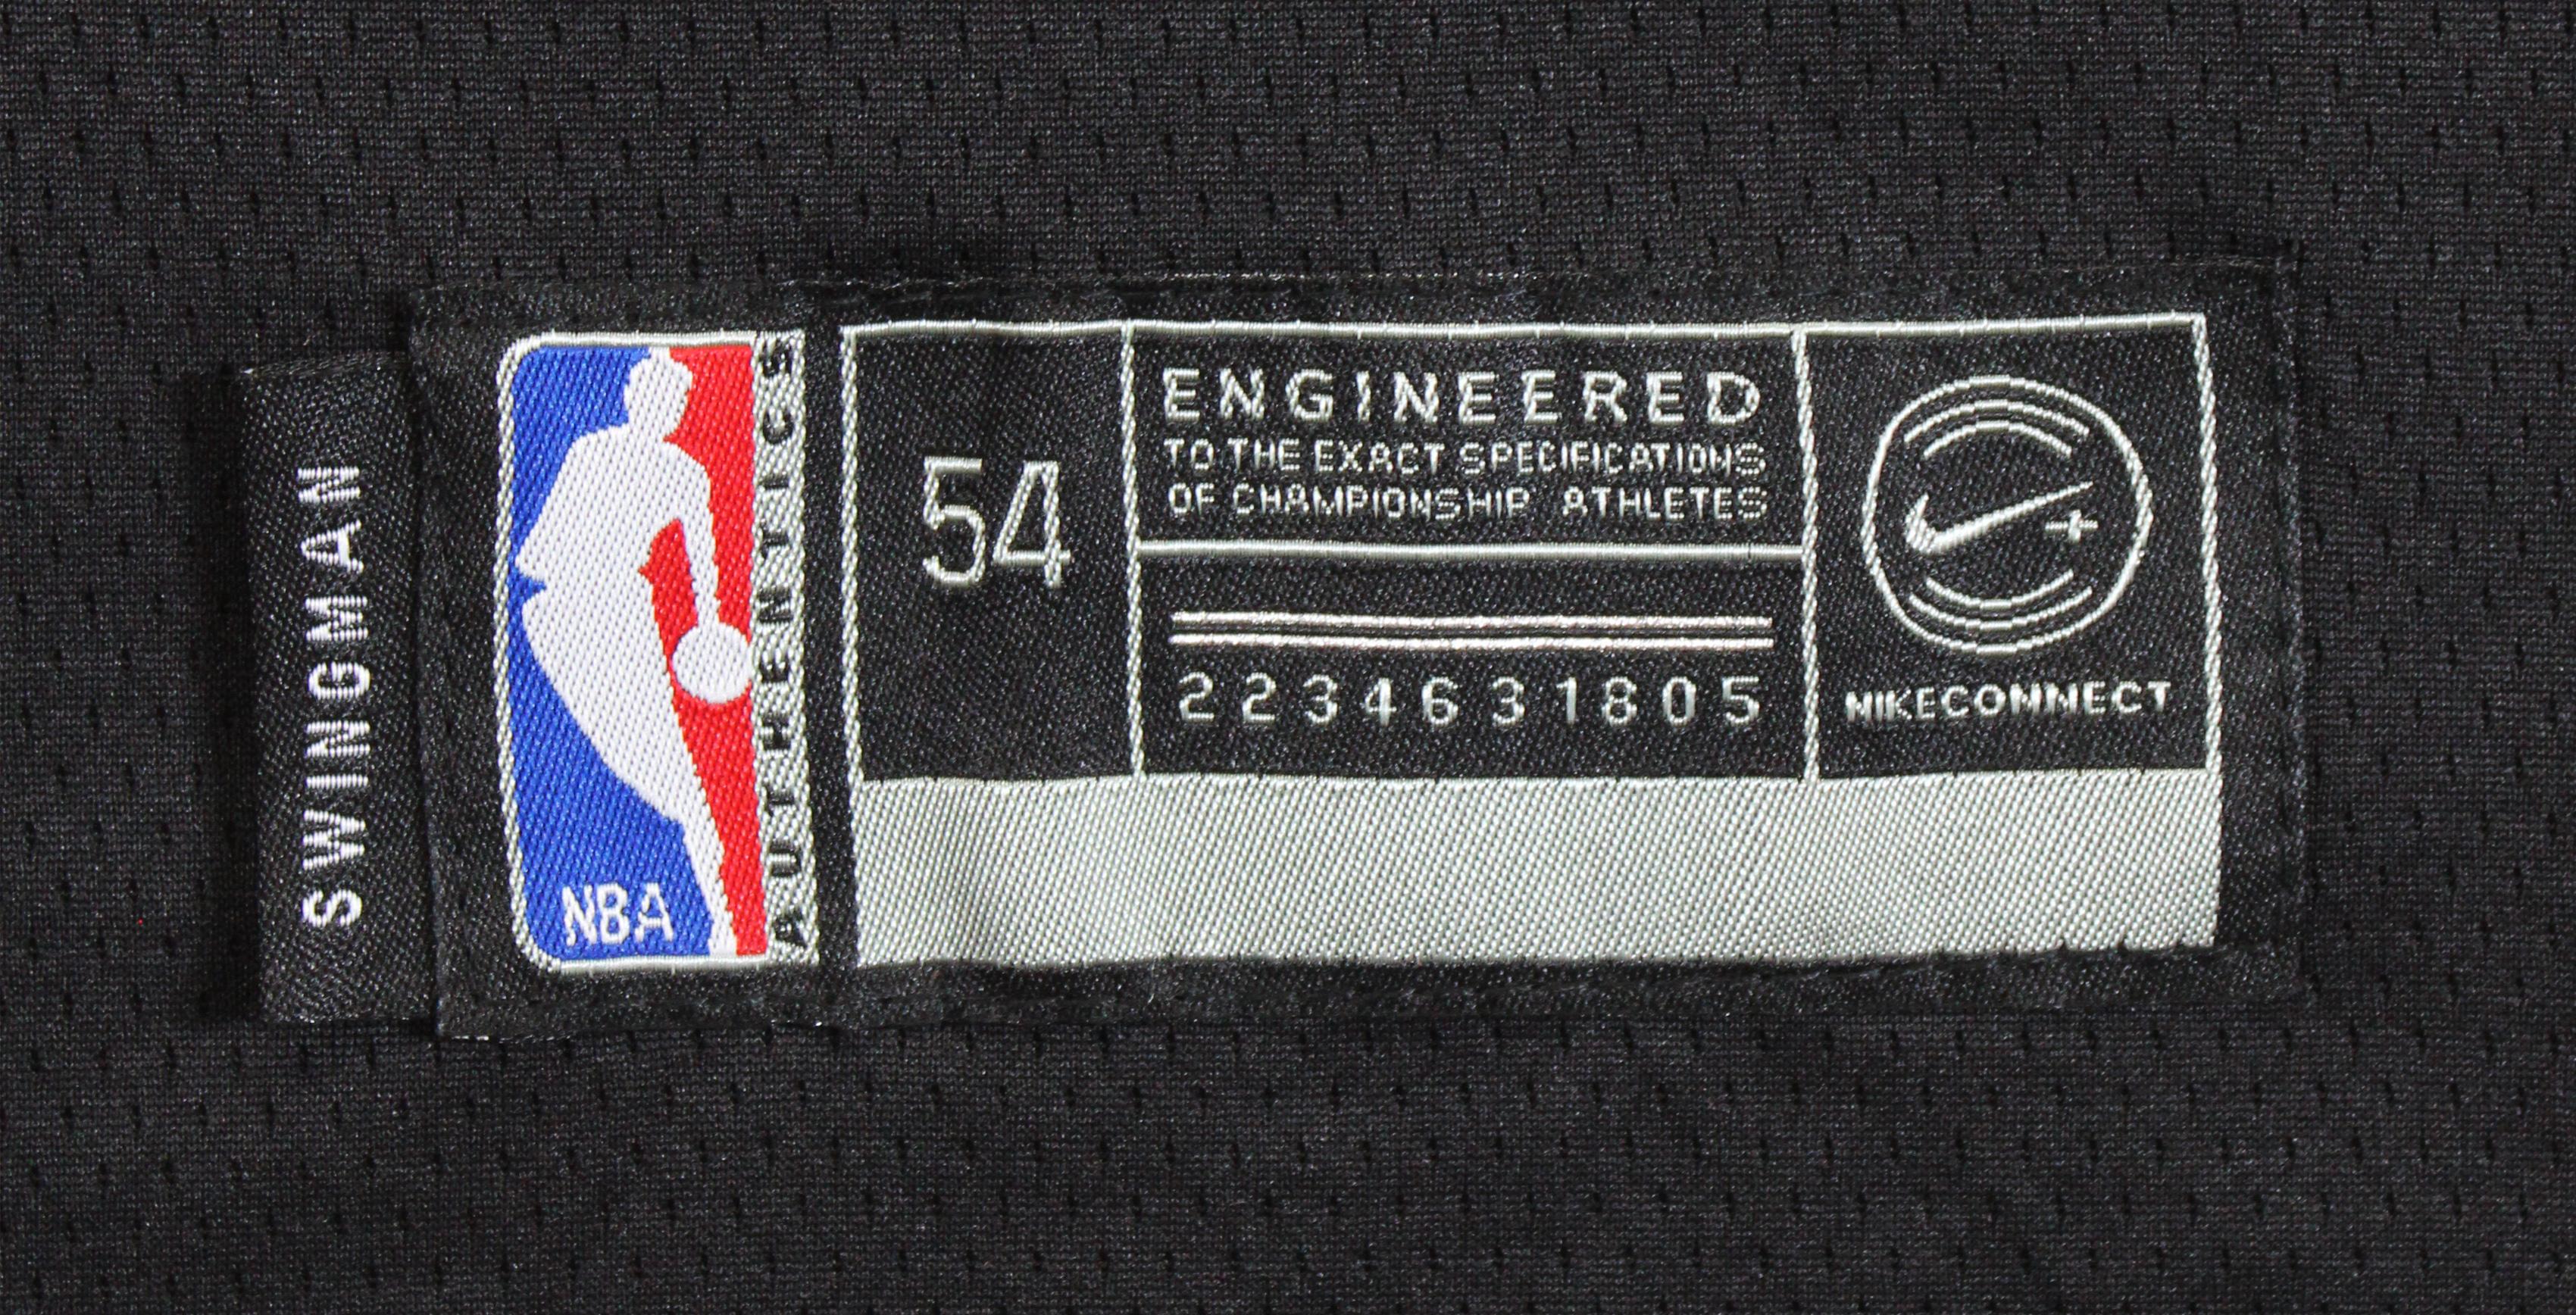 SWINGMAN
NBA
AUTHENTICS
54
ENGINEERED
TO THE EXACT SPECIFICATIONS
OF CHAMPIONSHIP ATHLETES
2234631805
NIKECONNECT